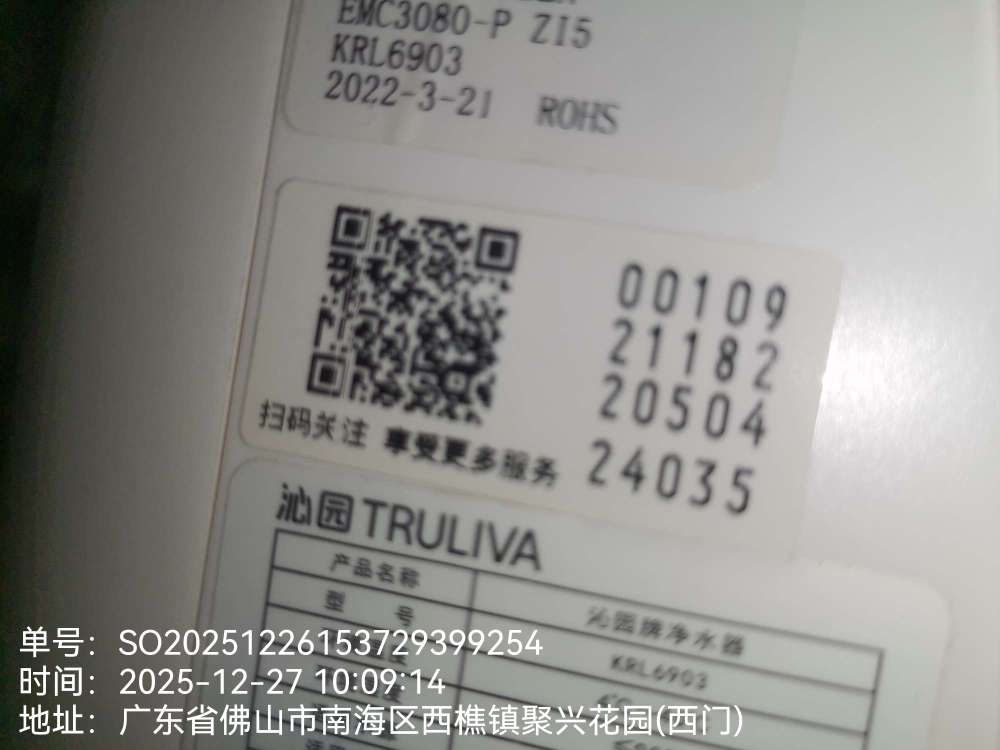 EMC3080-P ZI5
KRL6903
2022-3-21 ROHS
00109
21182
20504
24035
扫码关注 享受更多服务
沁园 TRULIVA
产品名称 沁园牌净水器
型 号 KRL6903
单号：SO20251226153729399254
时间：2025-12-27 10:09:14
地址：广东省佛山市南海区西樵镇聚兴花园(西门)